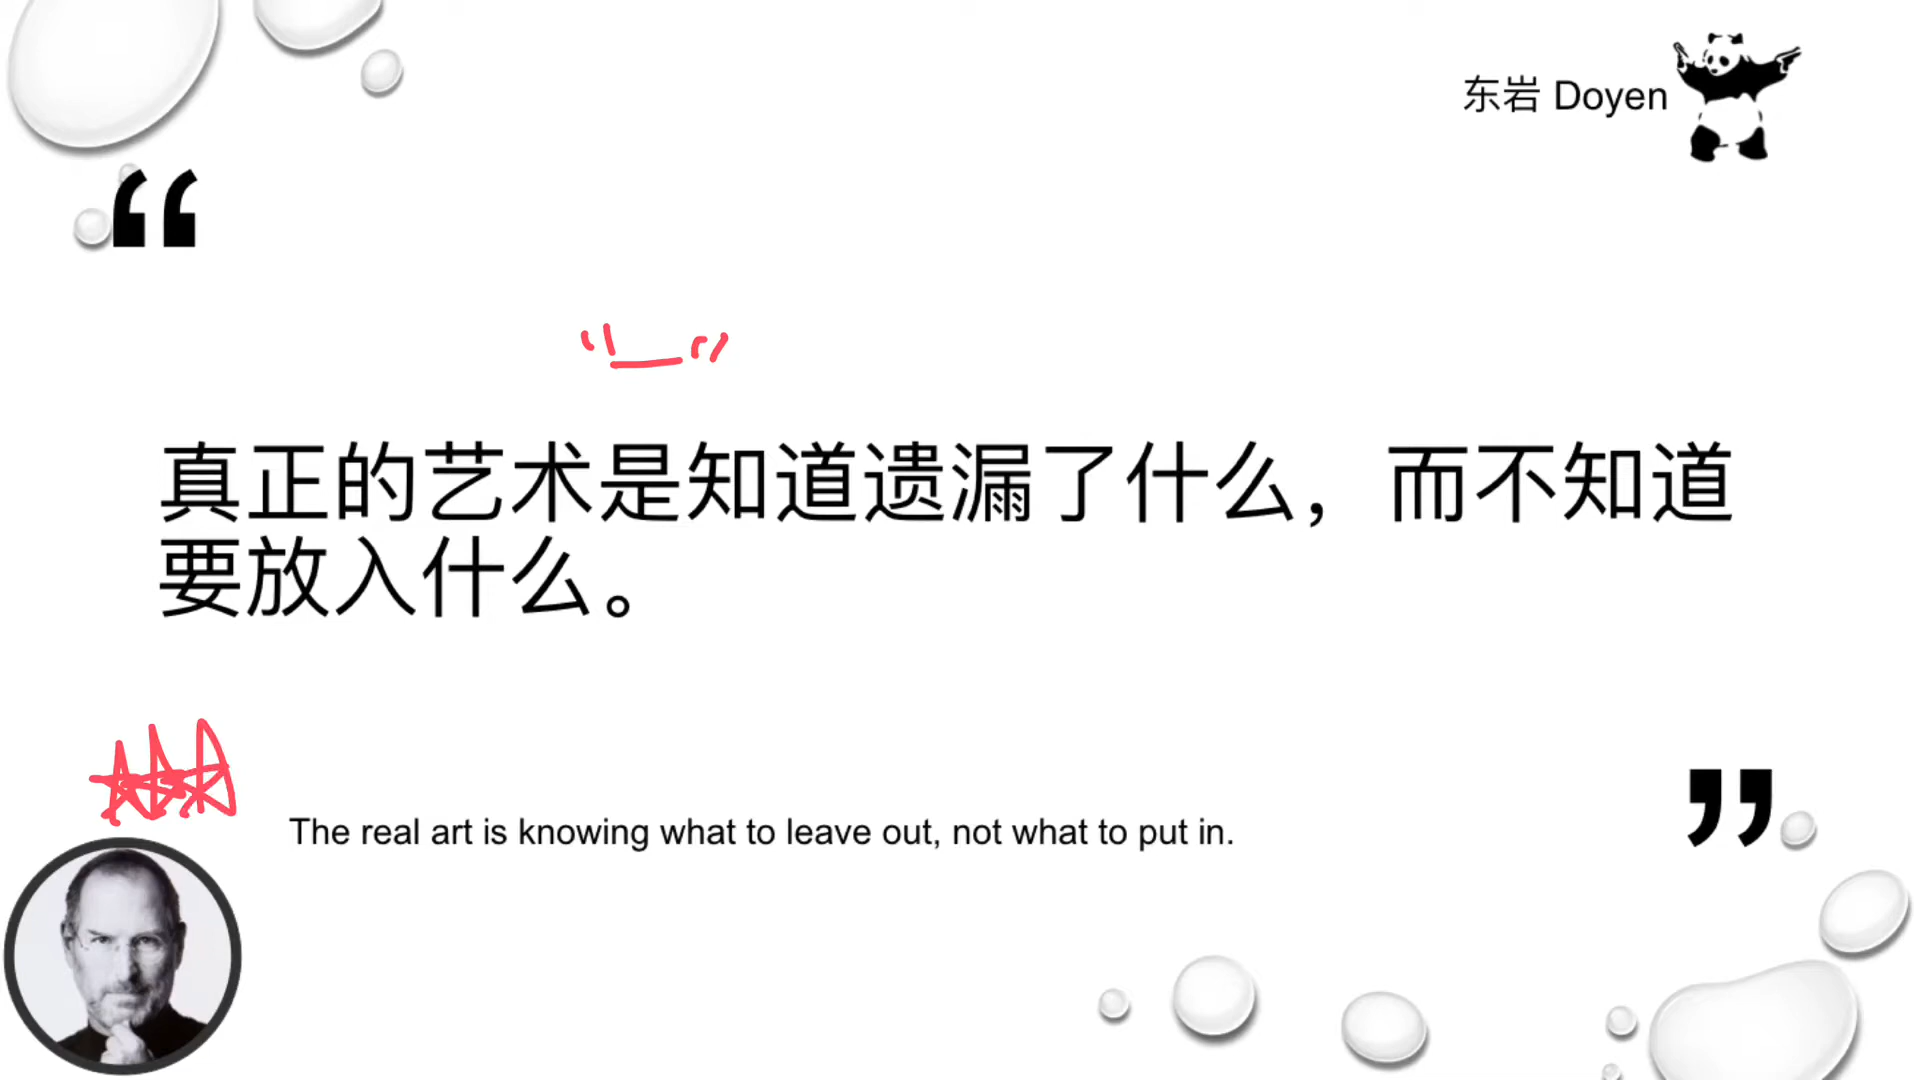 东岩 Doyen
“
真正的艺术是知道遗漏了什么，而不知道
要放入什么。
The real art is knowing what to leave out, not what to put in.
”